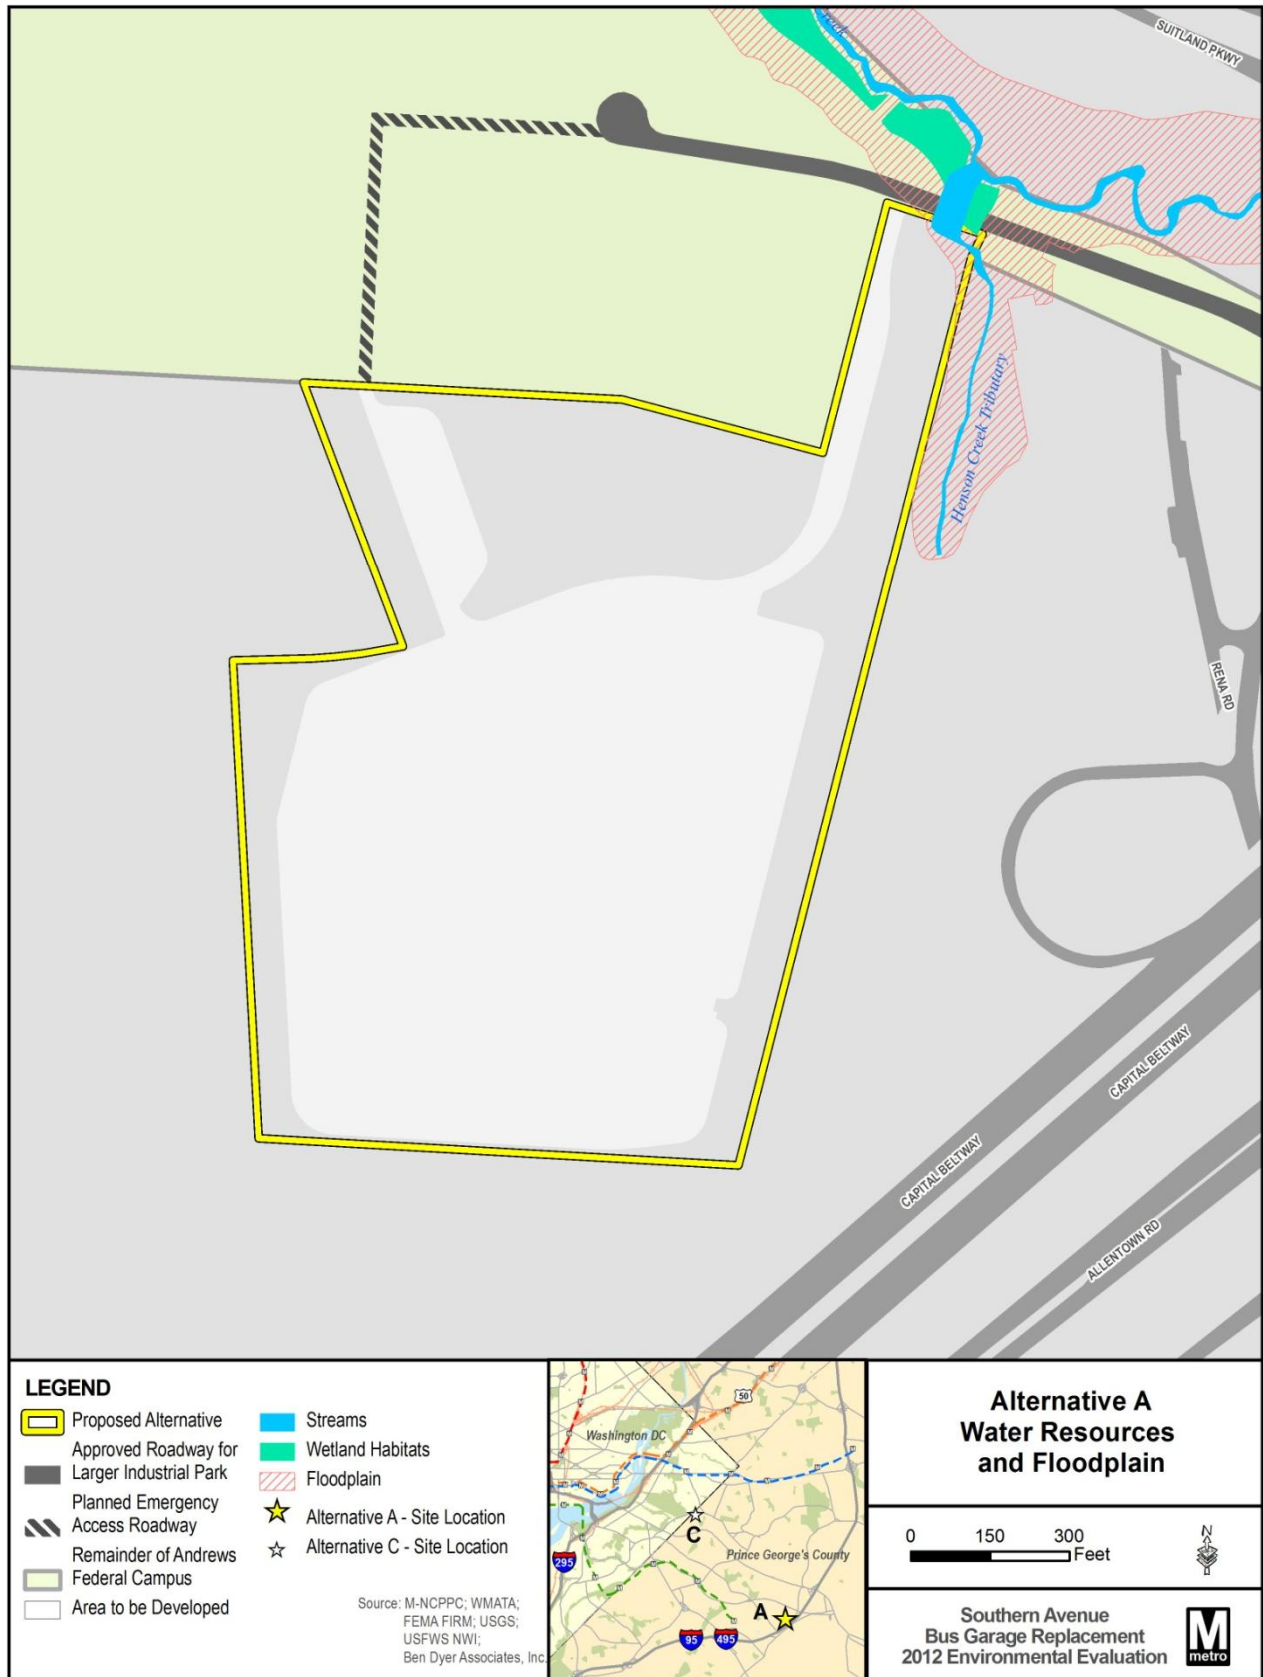 reek
SUITLAND PKWY
Henson Creek Tributary
RENA RD
CAPITAL BELTWAY
CAPITAL BELTWAY
ALLENTOWN RD
LEGEND
Proposed Alternative
Approved Roadway for
Larger Industrial Park
Planned Emergency
Access Roadway
Remainder of Andrews
Federal Campus
Area to be Developed
Streams
Wetland Habitats
Floodplain
Alternative A - Site Location
Alternative C - Site Location
Source: M-NCPPC; WMATA;
FEMA FIRM; USGS;
USFWS NWI;
Ben Dyer Associates, Inc.
50
Washington DC
C
Prince George's County
295
A
95
495
Alternative A
Water Resources
and Floodplain
0 150 300
Feet
N
Southern Avenue
Bus Garage Replacement
2012 Environmental Evaluation
M
metro